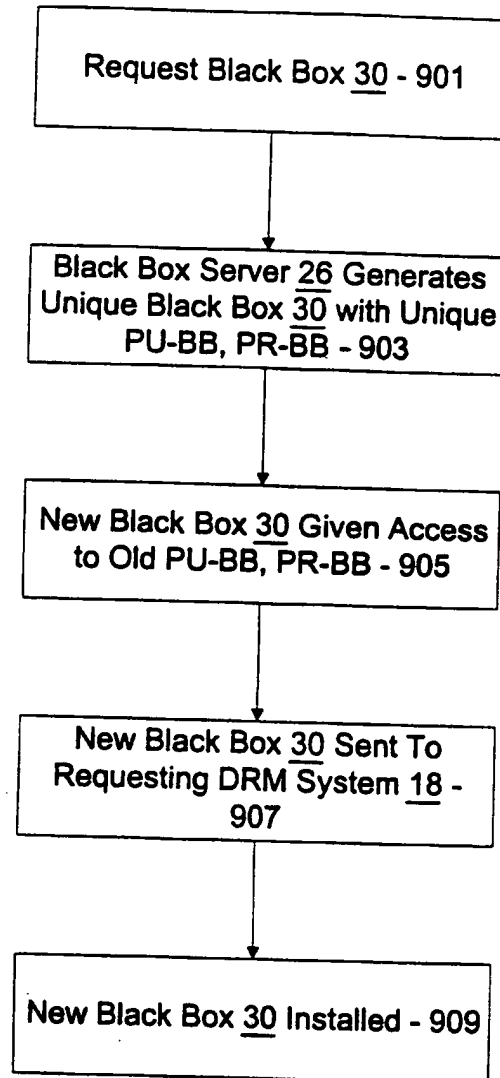 Request Black Box 30 - 901
Black Box Server 26 Generates
Unique Black Box 30 with Unique
PU-BB, PR-BB - 903
New Black Box 30 Given Access
to Old PU-BB, PR-BB - 905
New Black Box 30 Sent To
Requesting DRM System 18 -
907
New Black Box 30 Installed - 909